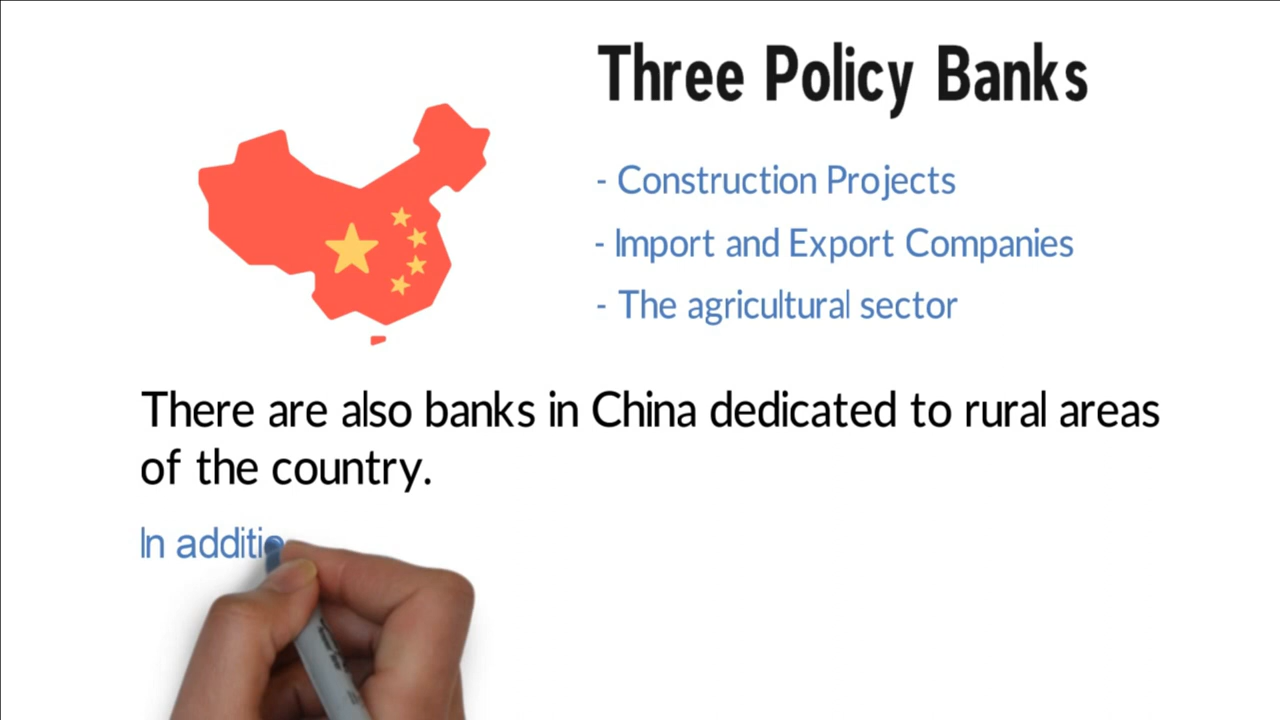 Three Policy Banks
- Construction Projects
- Import and Export Companies
- The agricultural sector
There are also banks in China dedicated to rural areas
of the country.
In additio